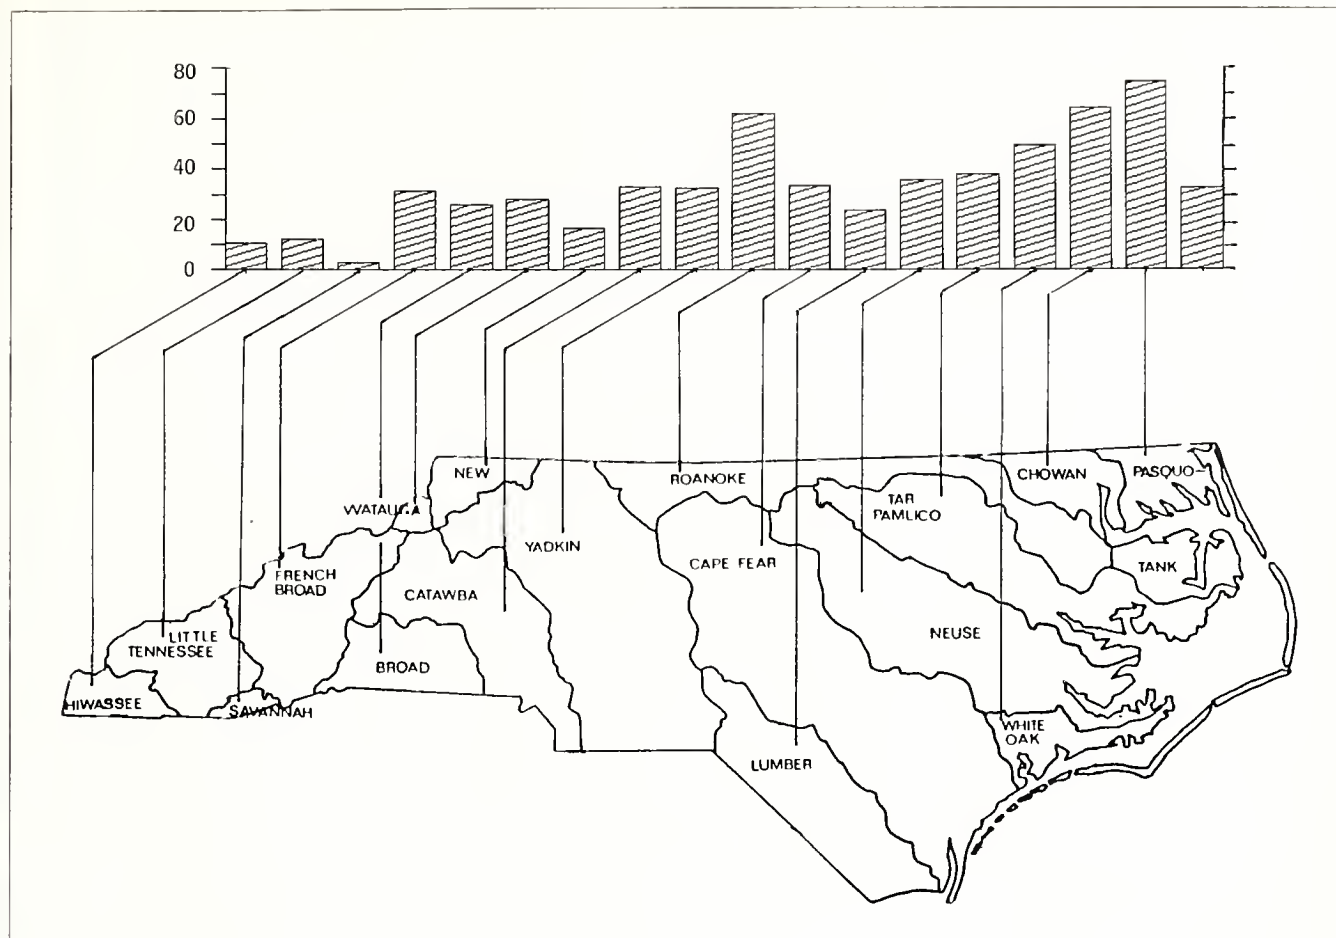 80
60
40
20
0
NEW
ROANOKE
CHOWAN
PASQUO-
TANK
WATAUGA
TAR
PAMLICO
YADKIN
CAPE FEAR
FRENCH
BROAD
CATAWBA
LITTLE
TENNESSEE
BROAD
NEUSE
HIWASSEE
SAVANNAH
WHITE
OAK
LUMBER